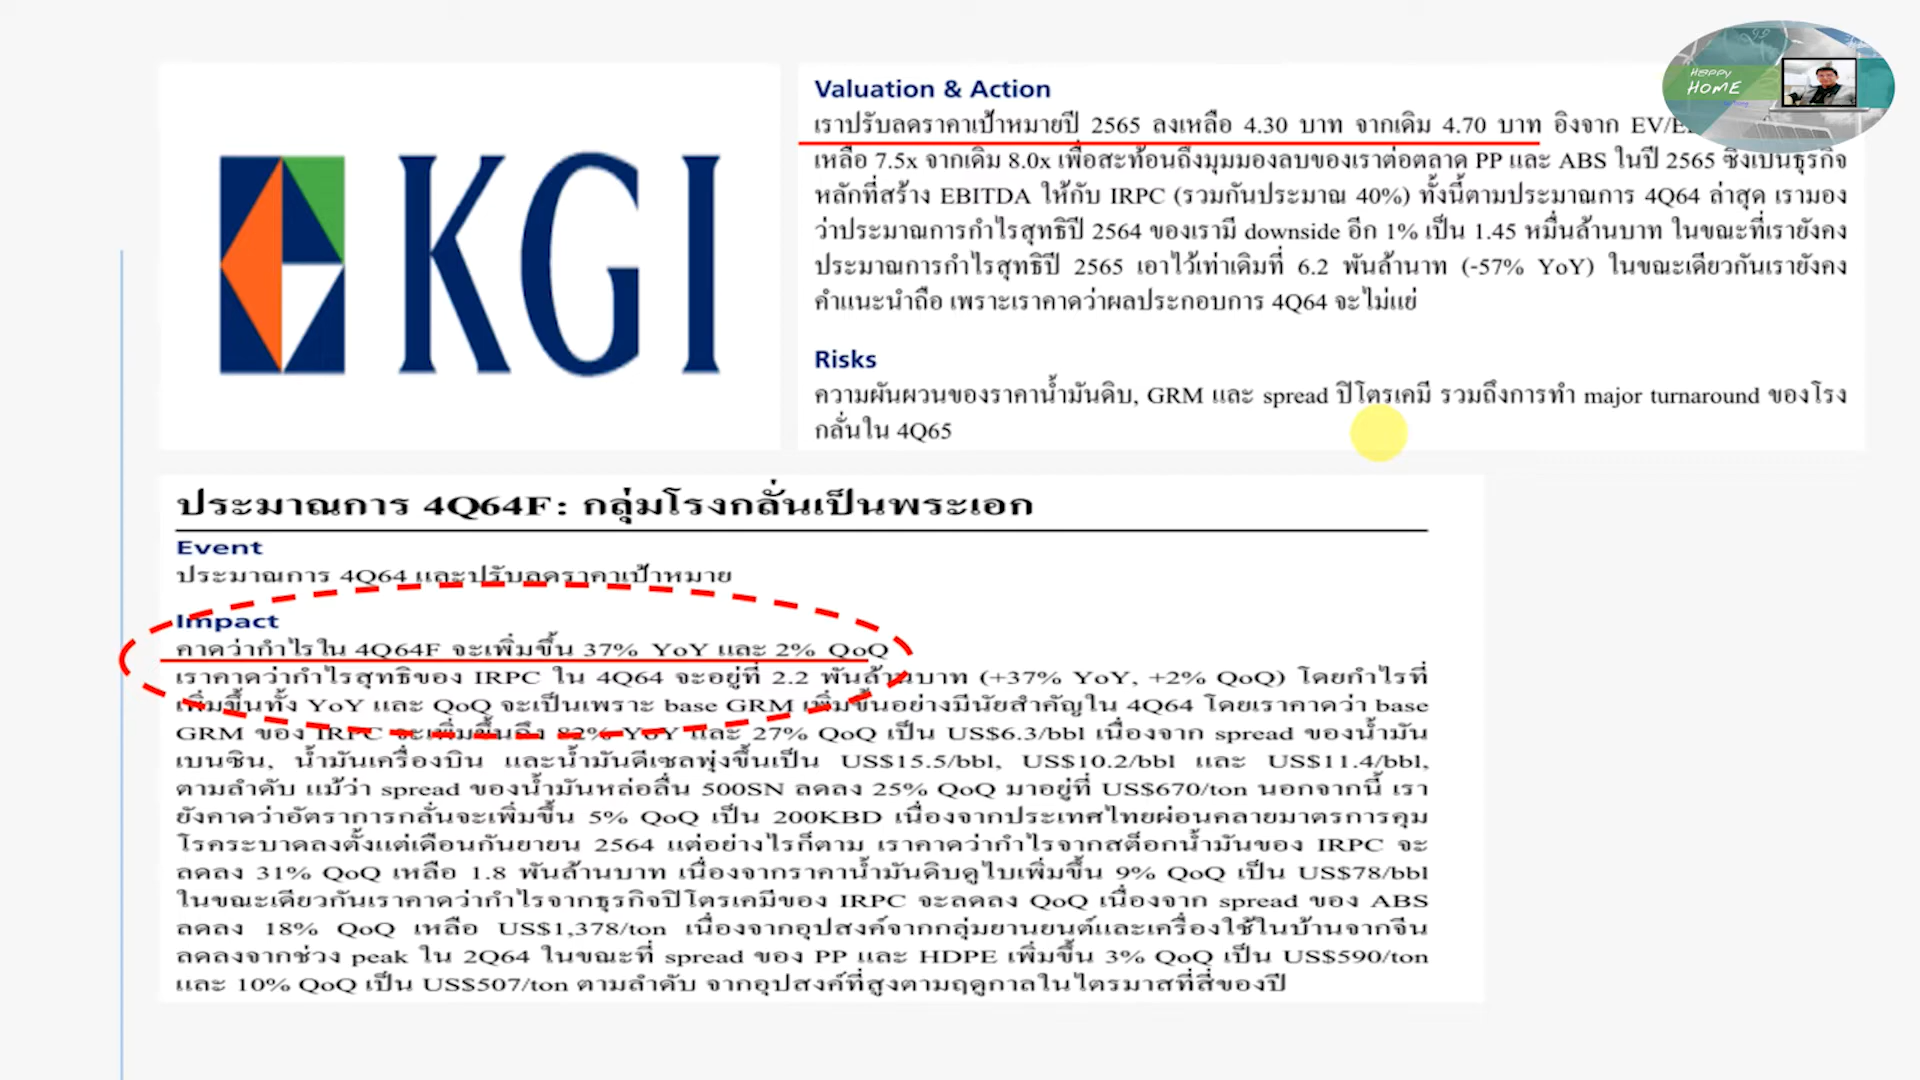 KGI
Valuation & Action
เราปรับลดราคาเป้าหมายปี 2565 ลงเหลือ 4.30 บาท จากเดิม 4.70 บาท อิงจาก
เหลือ 7.5x จากเดิม 8.0x เพื่อสะท้อนถึงมุมมองลบของเราต่อตลาด PP และ ABS ในปี 2565 ซึ่งเป็นธุรกิจ
หลักที่สร้าง EBITDA ให้กับ IRPC (รวมกันประมาณ 40%) ทั้งนี้ตามประมาณการ 4Q64 ล่าสุด เรามอง
ว่าประมาณการกำไรสุทธิปี 2564 ของเรามี downside อีก 1% เป็น 1.45 หมื่นล้านบาท ในขณะที่เรายังคง
ประมาณการกำไรสุทธิปี 2565 เอาไว้เท่าเดิมที่ 6.2 พันล้านาท (-57% YoY) ในขณะเดียวกันเรายังคง
คำแนะนำถือ เพราะเราคาดว่าผลประกอบการ 4Q64 จะไม่แย่
Risks
ความผันผวนของราคาน้ำมันดิบ, GRM และ spread ปิโตรเคมี รวมถึงการทำ major turnaround ของโรง
กลั่นใน 4Q65
Happy
HOME
ประมาณการ 4Q64F: กลุ่มโรงกลั่นเป็นพระเอก
Event
ประมาณการ 4Q64 และปรับลดราคาเป้าหมาย
Impact
คาดว่ากำไรใน 4Q64F จะเพิ่มขึ้น 37% YoY และ 2% QoQ
เราคาดว่ากำไรสุทธิของ IRPC ใน 4Q64 จะอยู่ที่ 2.2 พันล้านบาท (+37% YoY, +2% QoQ) โดยกำไรที่
เพิ่มขึ้นทั้ง YoY และ QoQ จะเป็นเพราะ base GRM เพิ่มขึ้นอย่างมีนัยสำคัญใน 4Q64 โดยเราคาดว่า base
GRM ของ IRPC จะเพิ่มขึ้นถึง 82% YoY และ 27% QoQ เป็น US$6.3/bbl เนื่องจาก spread ของน้ำมัน
เบนซิน, น้ำมันเครื่องบิน และน้ำมันดีเซลพุ่งขึ้นเป็น US$15.5/bbl, US$10.2/bbl และ US$11.4/bbl,
ตามลำดับ แม้ว่า spread ของน้ำมันหล่อลื่น 500SN ลดลง 25% QoQ มาอยู่ที่ US$670/ton นอกจากนี้ เรา
ยังคาดว่าอัตราการกลั่นจะเพิ่มขึ้น 5% QoQ เป็น 200KBD เนื่องจากประเทศไทยผ่อนคลายมาตรการคุม
โรคระบาดลงตั้งแต่เดือนกันยายน 2564 แต่อย่างไรก็ตาม เราคาดว่ากำไรจากสต็อกน้ำมันของ IRPC จะ
ลดลง 31% QoQ เหลือ 1.8 พันล้านบาท เนื่องจากราคาน้ำมันดิบดูไบเพิ่มขึ้น 9% QoQ เป็น US$78/bbl
ในขณะเดียวกันเราคาดว่ากำไรจากธุรกิจปิโตรเคมีของ IRPC จะลดลง QoQ เนื่องจาก spread ของ ABS
ลดลง 18% QoQ เหลือ US$1,378/ton เนื่องจากอุปสงค์จากกลุ่มยานยนต์และเครื่องใช้ในบ้านจากจีน
ลดลงจากช่วง peak ใน 2Q64 ในขณะที่ spread ของ PP และ HDPE เพิ่มขึ้น 3% QoQ เป็น US$590/ton
และ 10% QoQ เป็น US$507/ton ตามลำดับ จากอุปสงค์ที่สูงตามฤดูกาลในไตรมาสที่สี่ของปี